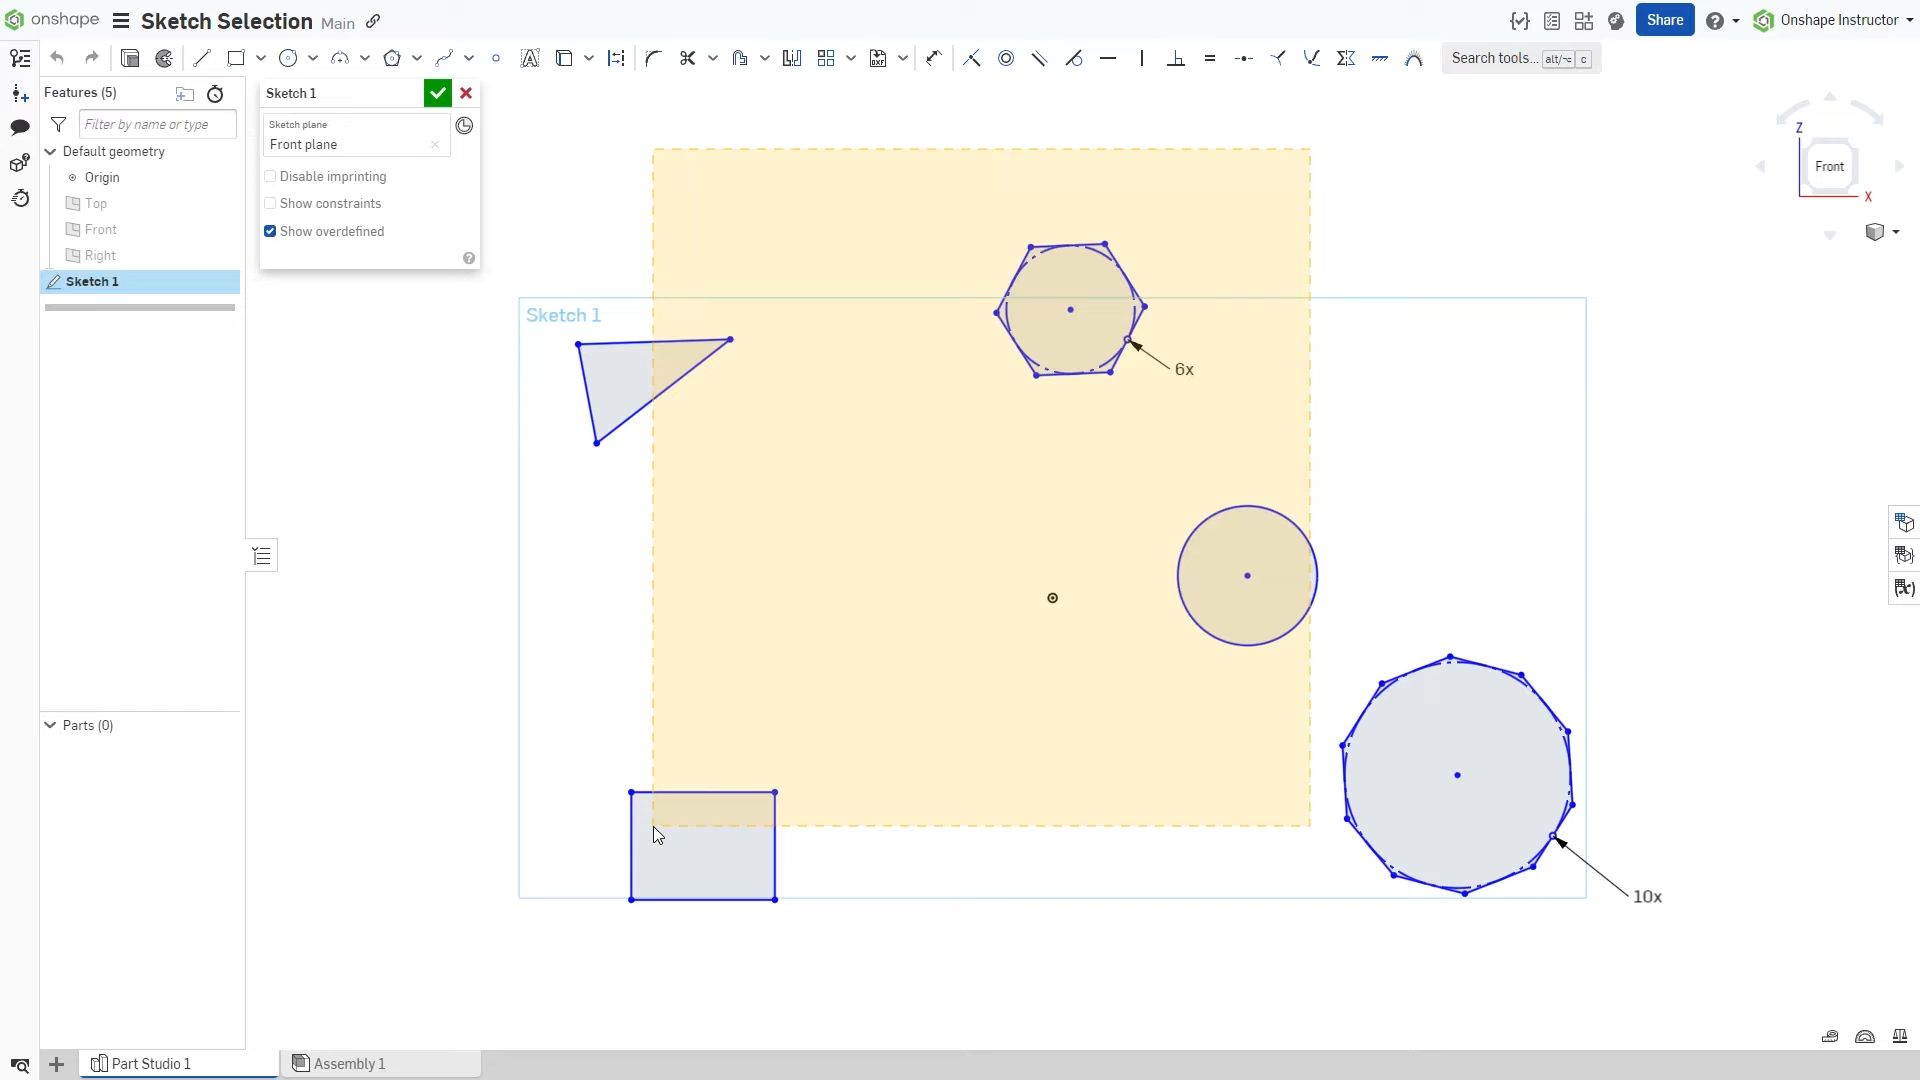 onshape Sketch Selection Main Share Onshape Instructor
Search tools... alt/⌥ c
Features (5)
Filter by name or type
Default geometry
Origin
Top
Front
Right
Sketch 1
Parts (0)
Sketch 1
Sketch plane
Front plane
Disable imprinting
Show constraints
Show overdefined
Sketch 1
6x
10x
Z
Front
X
Part Studio 1
Assembly 1